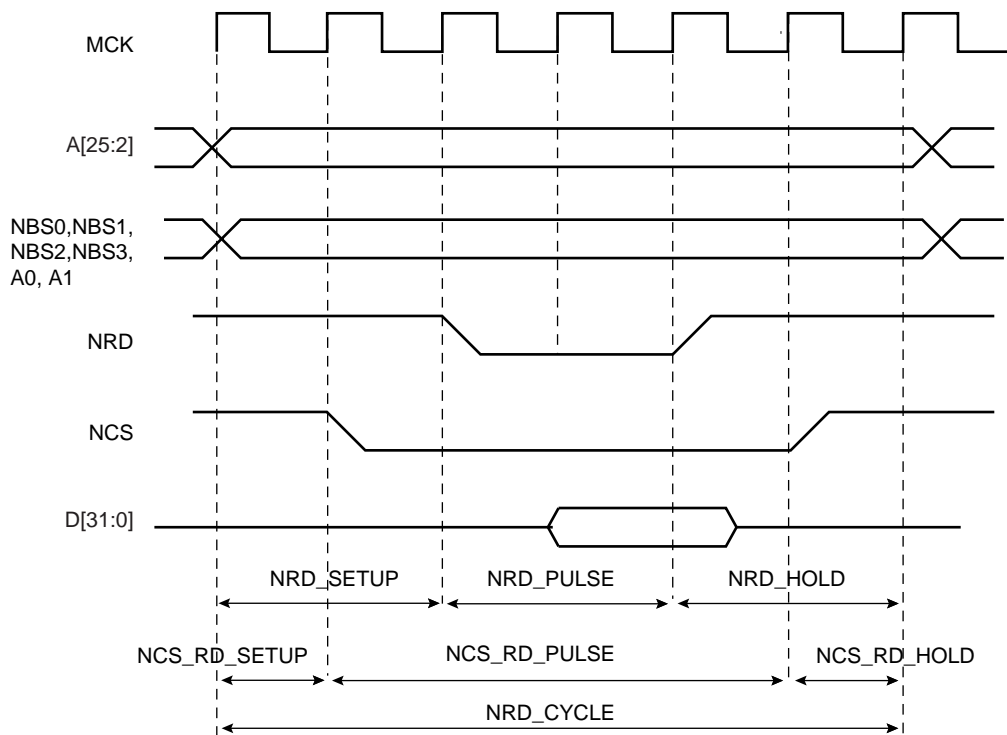 MCK
A[25:2]
NBS0,NBS1,
NBS2,NBS3,
A0, A1
NRD
NCS
D[31:0]
NRD_SETUP NRD_PULSE NRD_HOLD
NCS_RD_SETUP NCS_RD_PULSE NCS_RD_HOLD
NRD_CYCLE